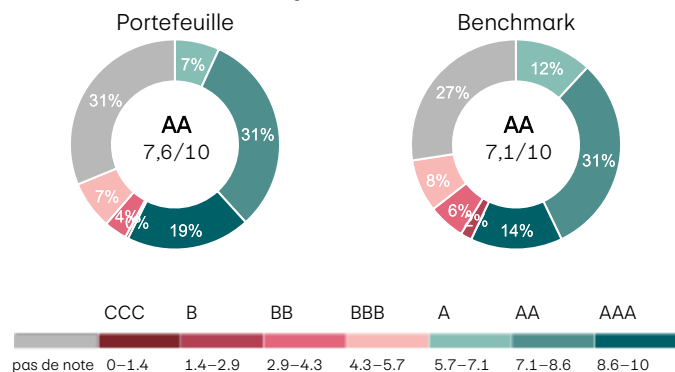 Portefeuille
7%
31%
19%
0%
4%
7%
31%
AA
7,6/10
Benchmark
12%
31%
14%
2%
6%
8%
27%
AA
7,1/10
CCC B BB BBB A AA AAA
pas de note 0–1.4 1.4–2.9 2.9–4.3 4.3–5.7 5.7–7.1 7.1–8.6 8.6–10